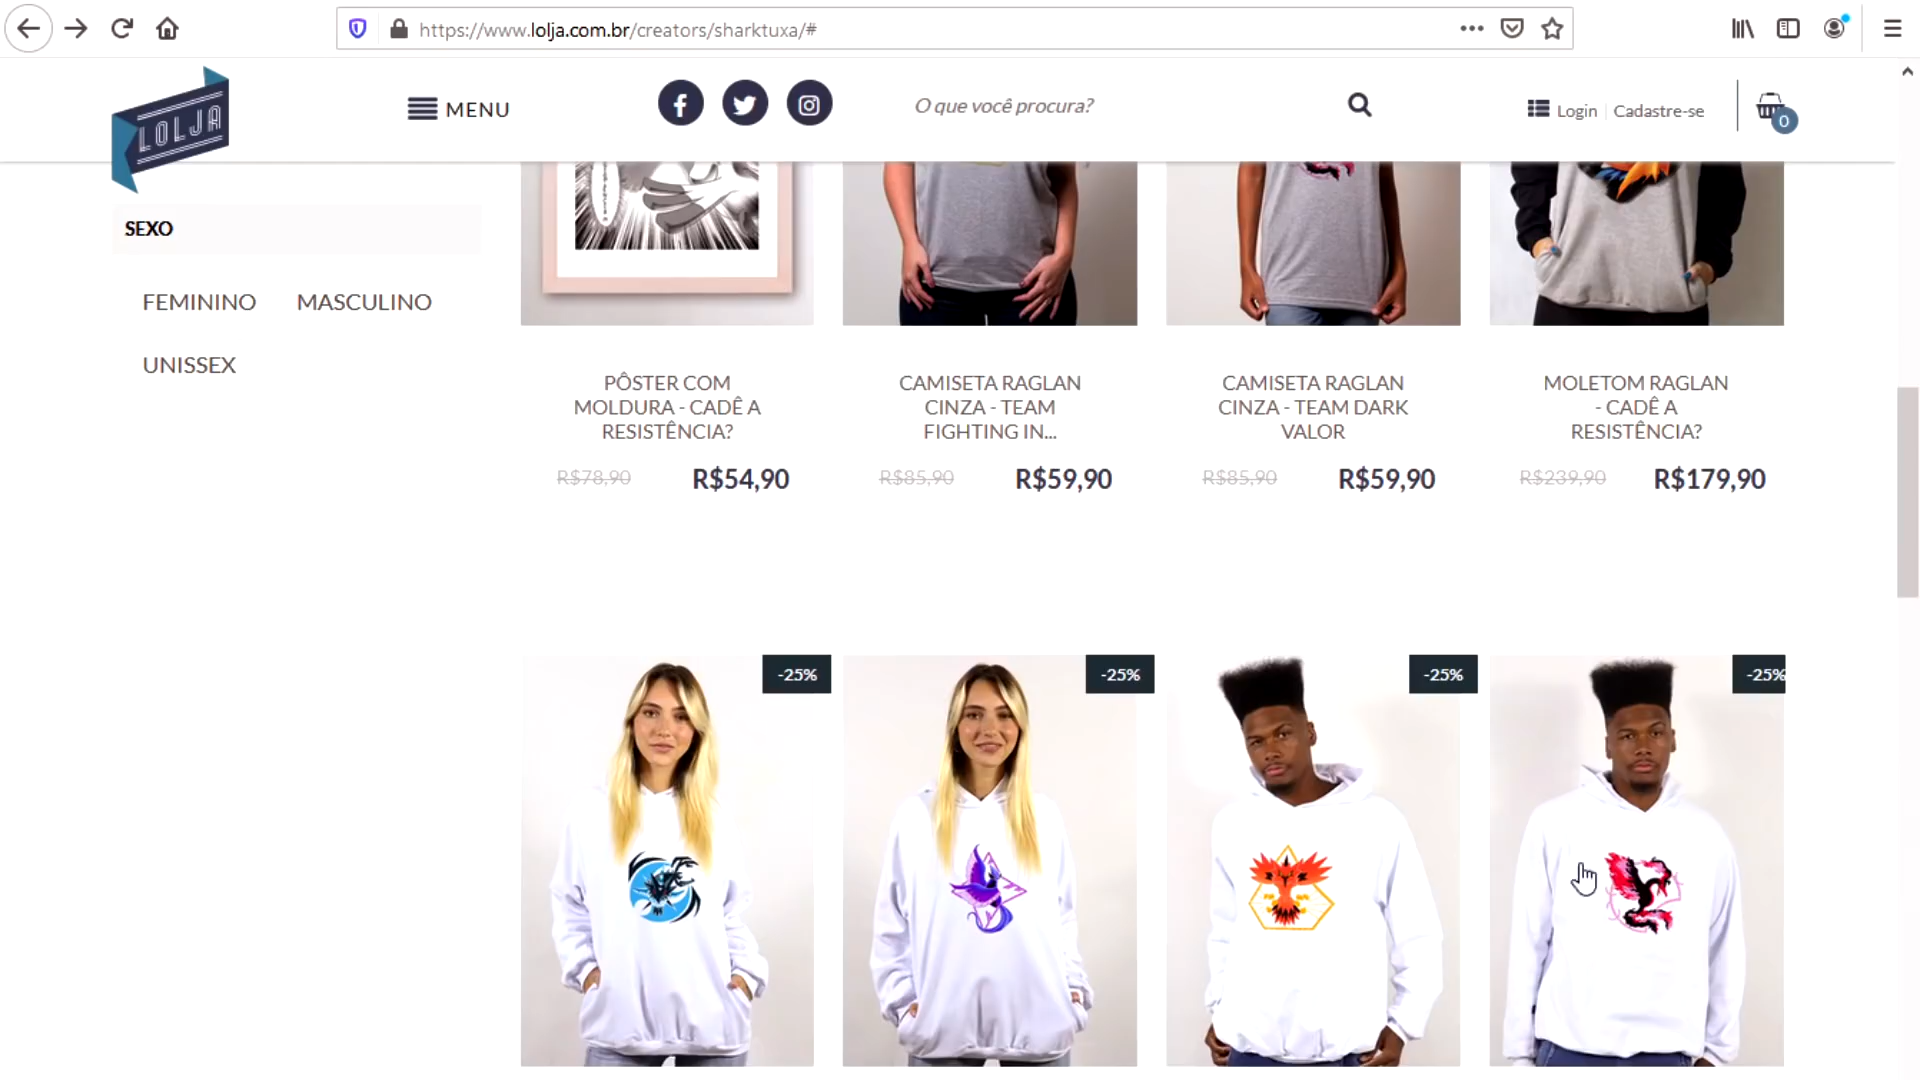 https://www.lolja.com.br/creators/sharktuxa/#
LOLJA
MENU
O que você procura?
Login
Cadastre-se
0
SEXO
FEMININO
MASCULINO
UNISSEX
PÔSTER COM
MOLDURA - CADÊ A
RESISTÊNCIA?
R$78,90
R$54,90
CAMISETA RAGLAN
CINZA - TEAM
FIGHTING IN...
R$85,90
R$59,90
CAMISETA RAGLAN
CINZA - TEAM DARK
VALOR
R$85,90
R$59,90
MOLETOM RAGLAN
- CADÊ A
RESISTÊNCIA?
R$239,90
R$179,90
-25%
-25%
-25%
-25%